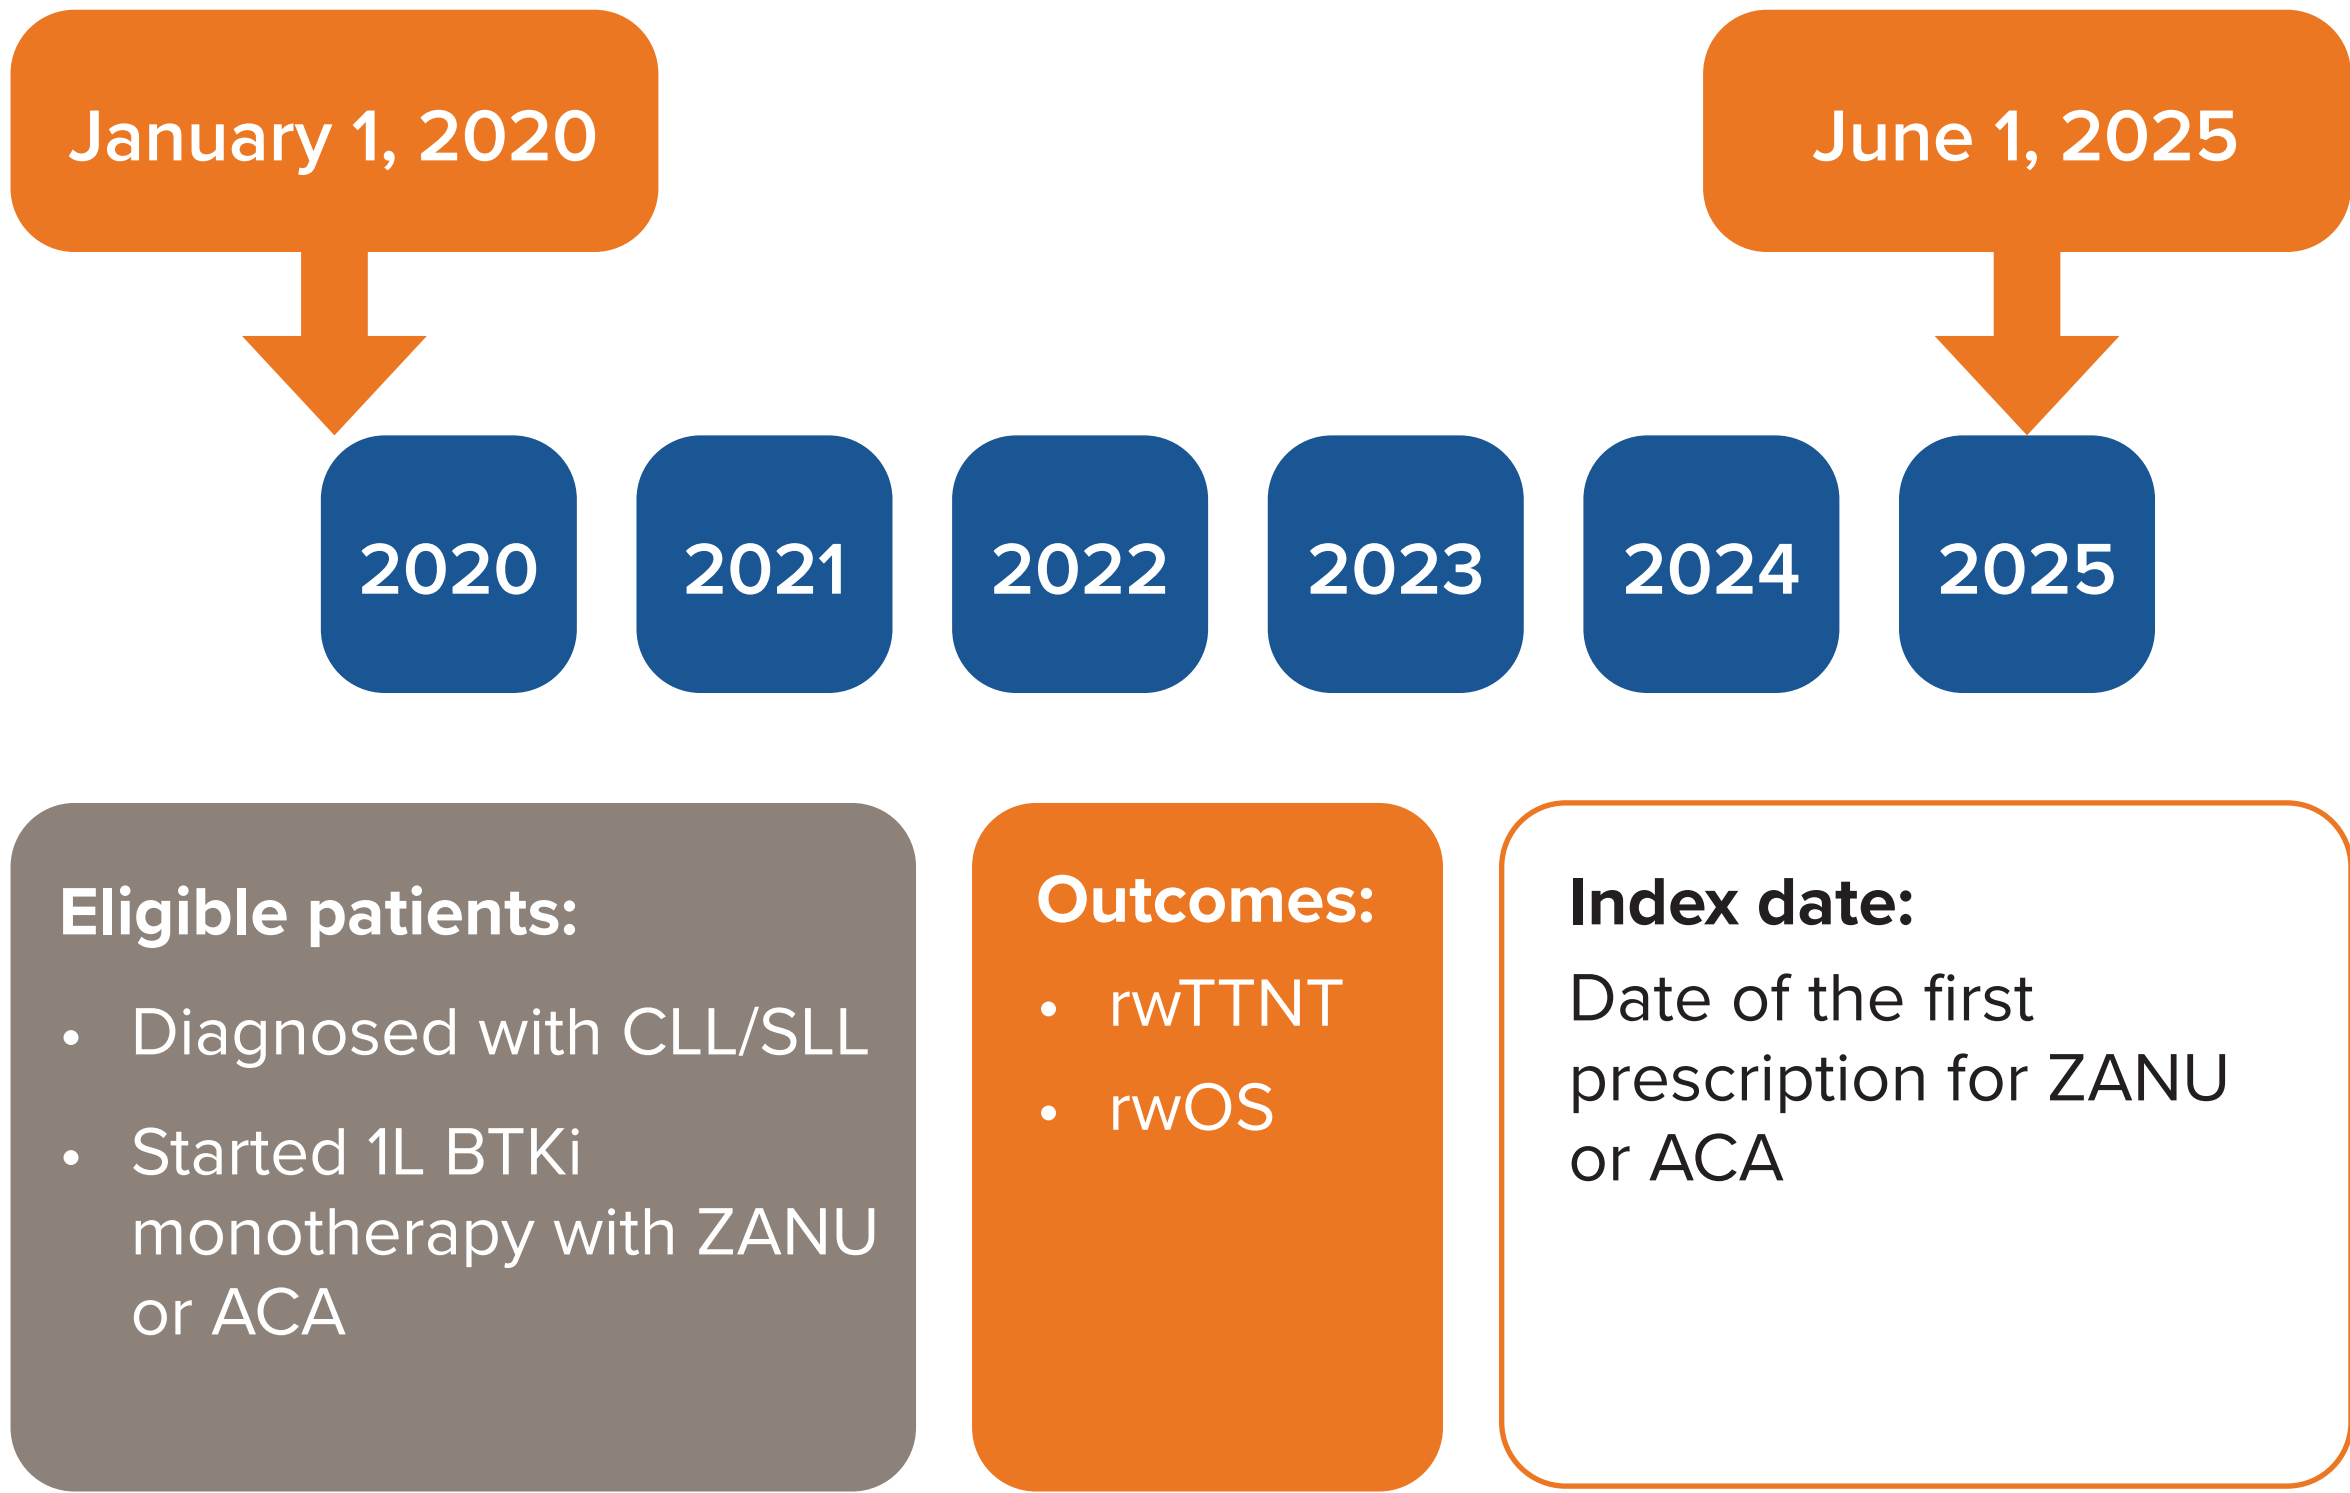 January 1, 2020
June 1, 2025
2020
2021
2022
2023
2024
2025
Eligible patients:
• Diagnosed with CLL/SLL
• Started 1L BTKi
monotherapy with ZANU
or ACA
Outcomes:
• rwTTNT
• rwOS
Index date:
Date of the first
prescription for ZANU
or ACA